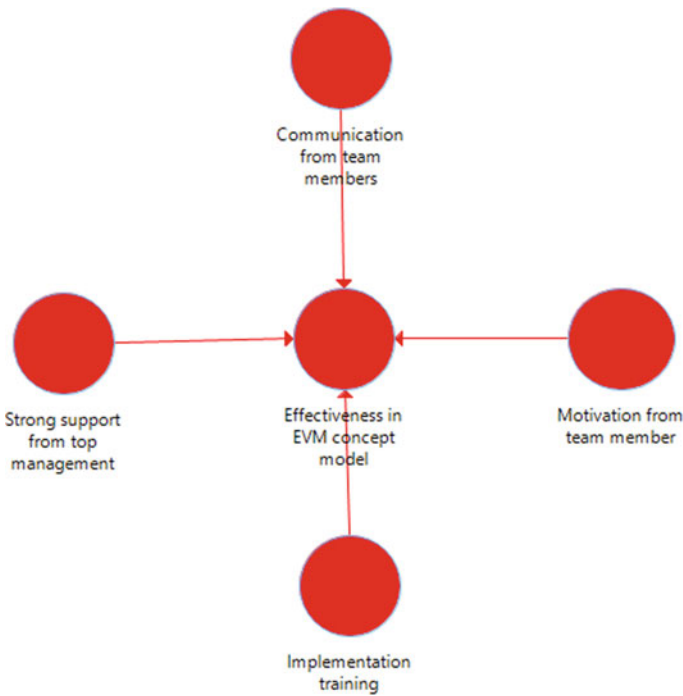 Communication
from team
members
Strong support
from top
management
Effectiveness in
EVM concept
model
Motivation from
team member
Implementation
training